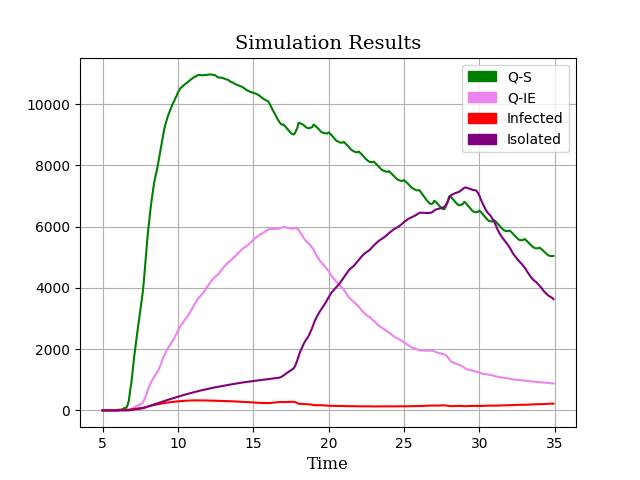 Simulation Results
Q-S
Q-IE
Infected
Isolated
10000
8000
6000
4000
2000
0
5 10 15 20 25 30 35
Time